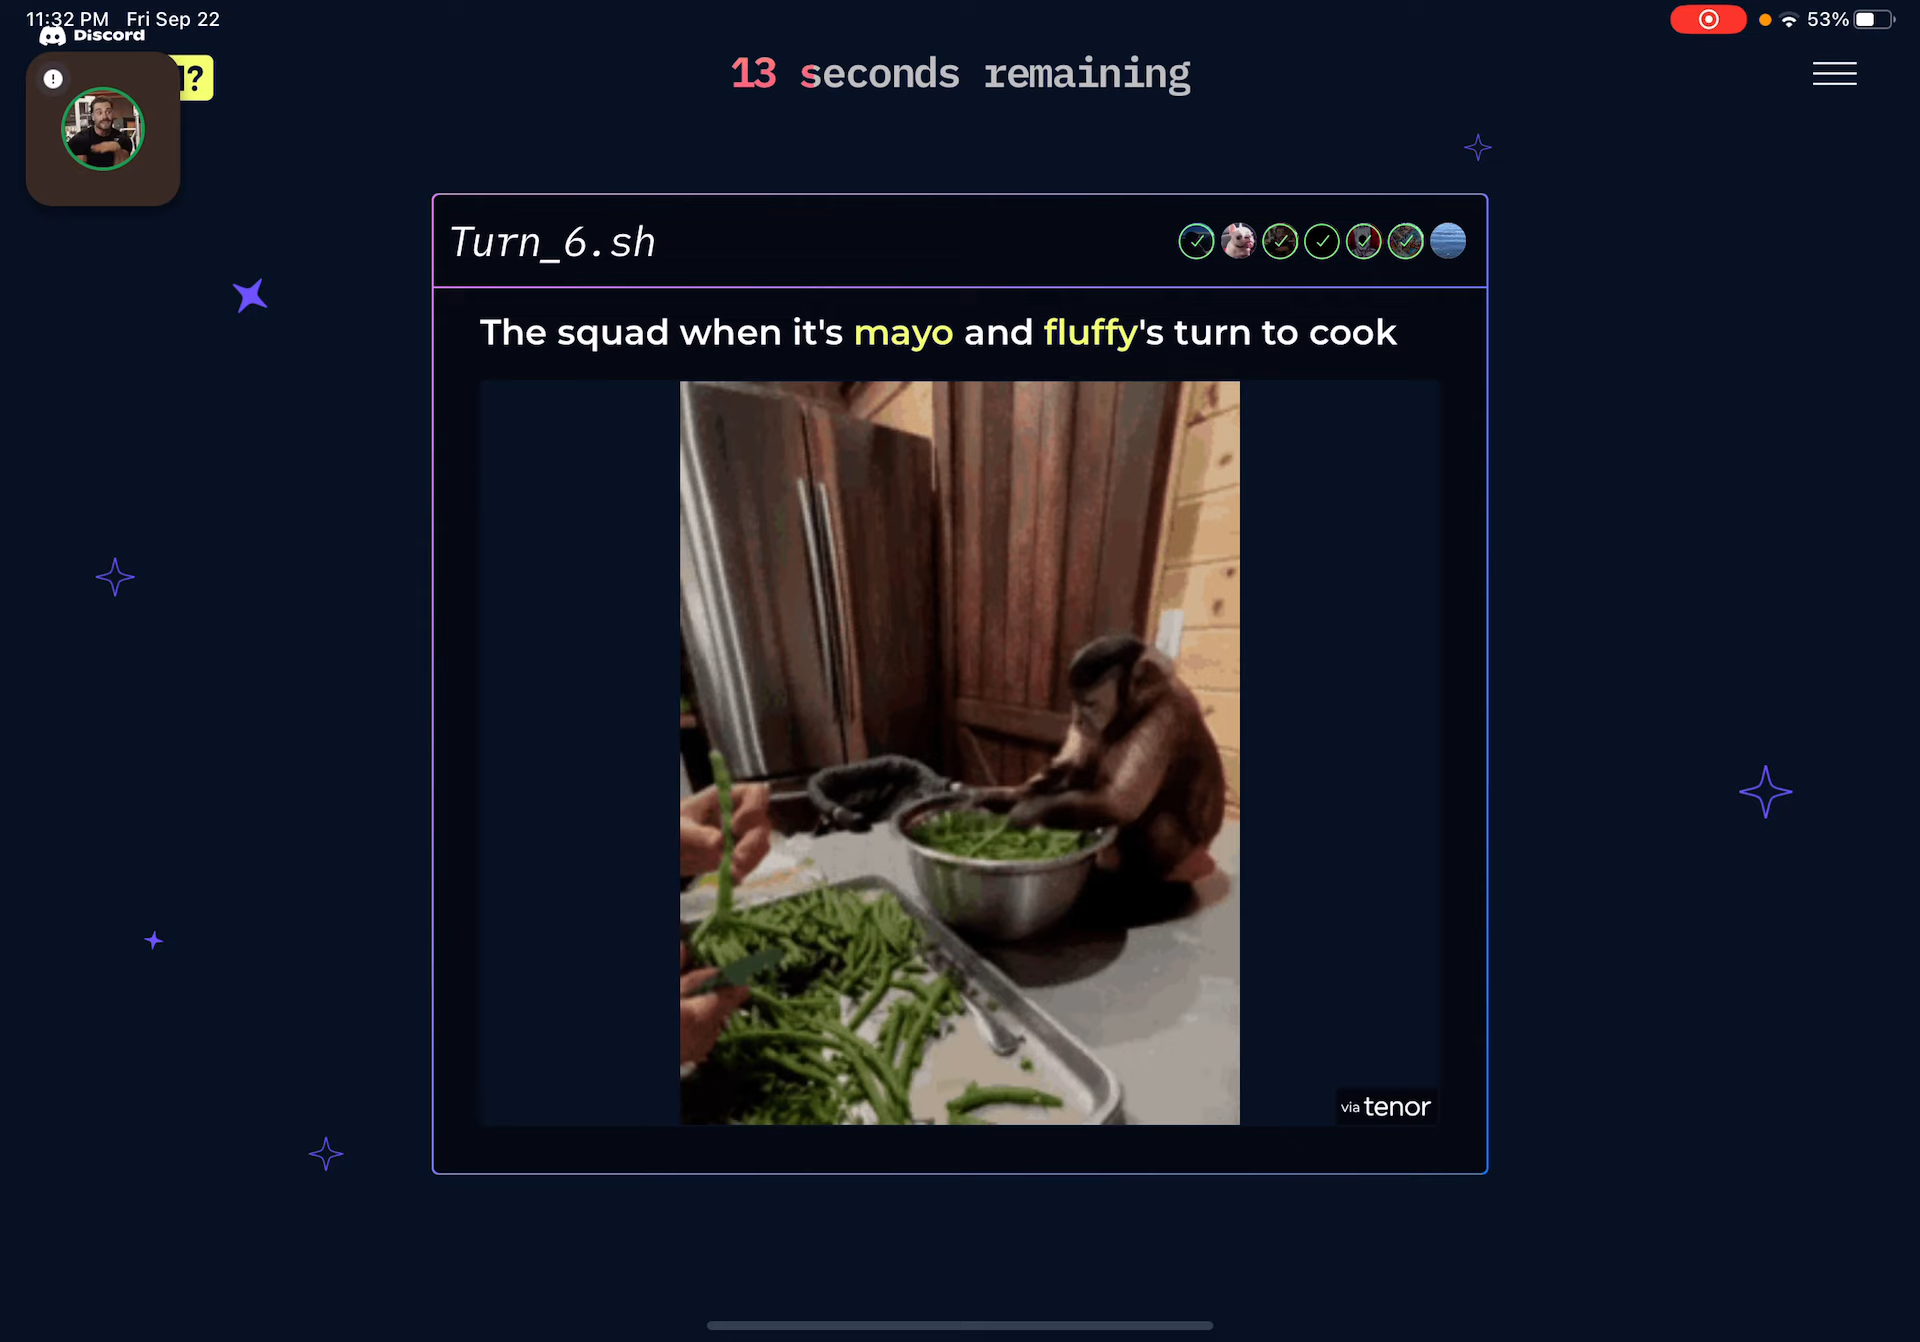 11:32 PM Fri Sep 22
53%
Discord
!
?
13 seconds remaining
Turn_6.sh
The squad when it's mayo and fluffy's turn to cook
via tenor